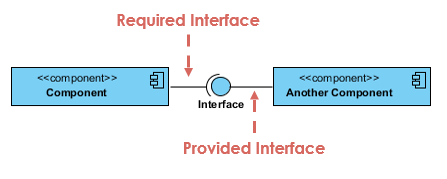 Required Interface
<<component>>
Component
Interface
<<component>>
Another Component
Provided Interface